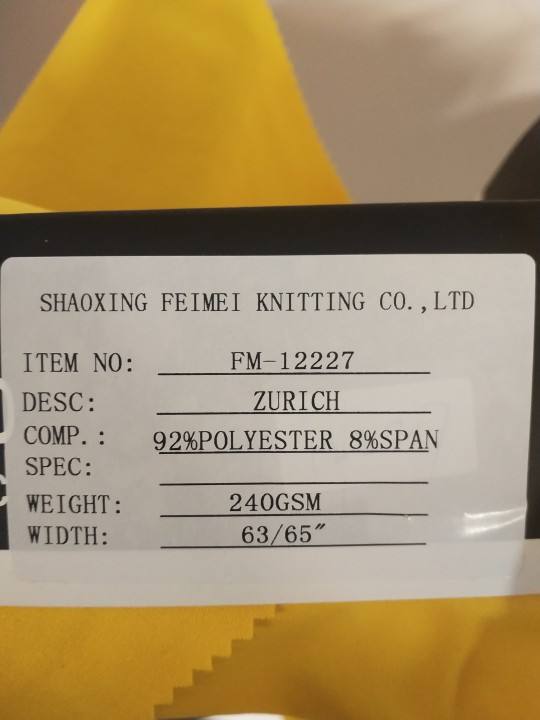 SHAOXING FEIMEI KNITTING CO.,LTD
ITEM NO: FM-12227
DESC: ZURICH
COMP.: 92%POLYESTER 8%SPAN
SPEC:
WEIGHT: 240GSM
WIDTH: 63/65″